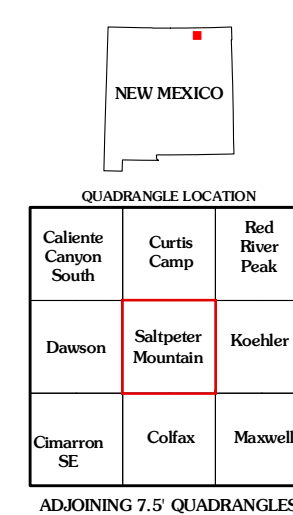 NEW MEXICO
QUADRANGLE LOCATION
Caliente
Canyon
South
Curtis
Camp
Red
River
Peak
Dawson
Saltpeter
Mountain
Koehler
Cimarron
SE
Colfax
Maxwell
ADJOINING 7.5' QUADRANGLES